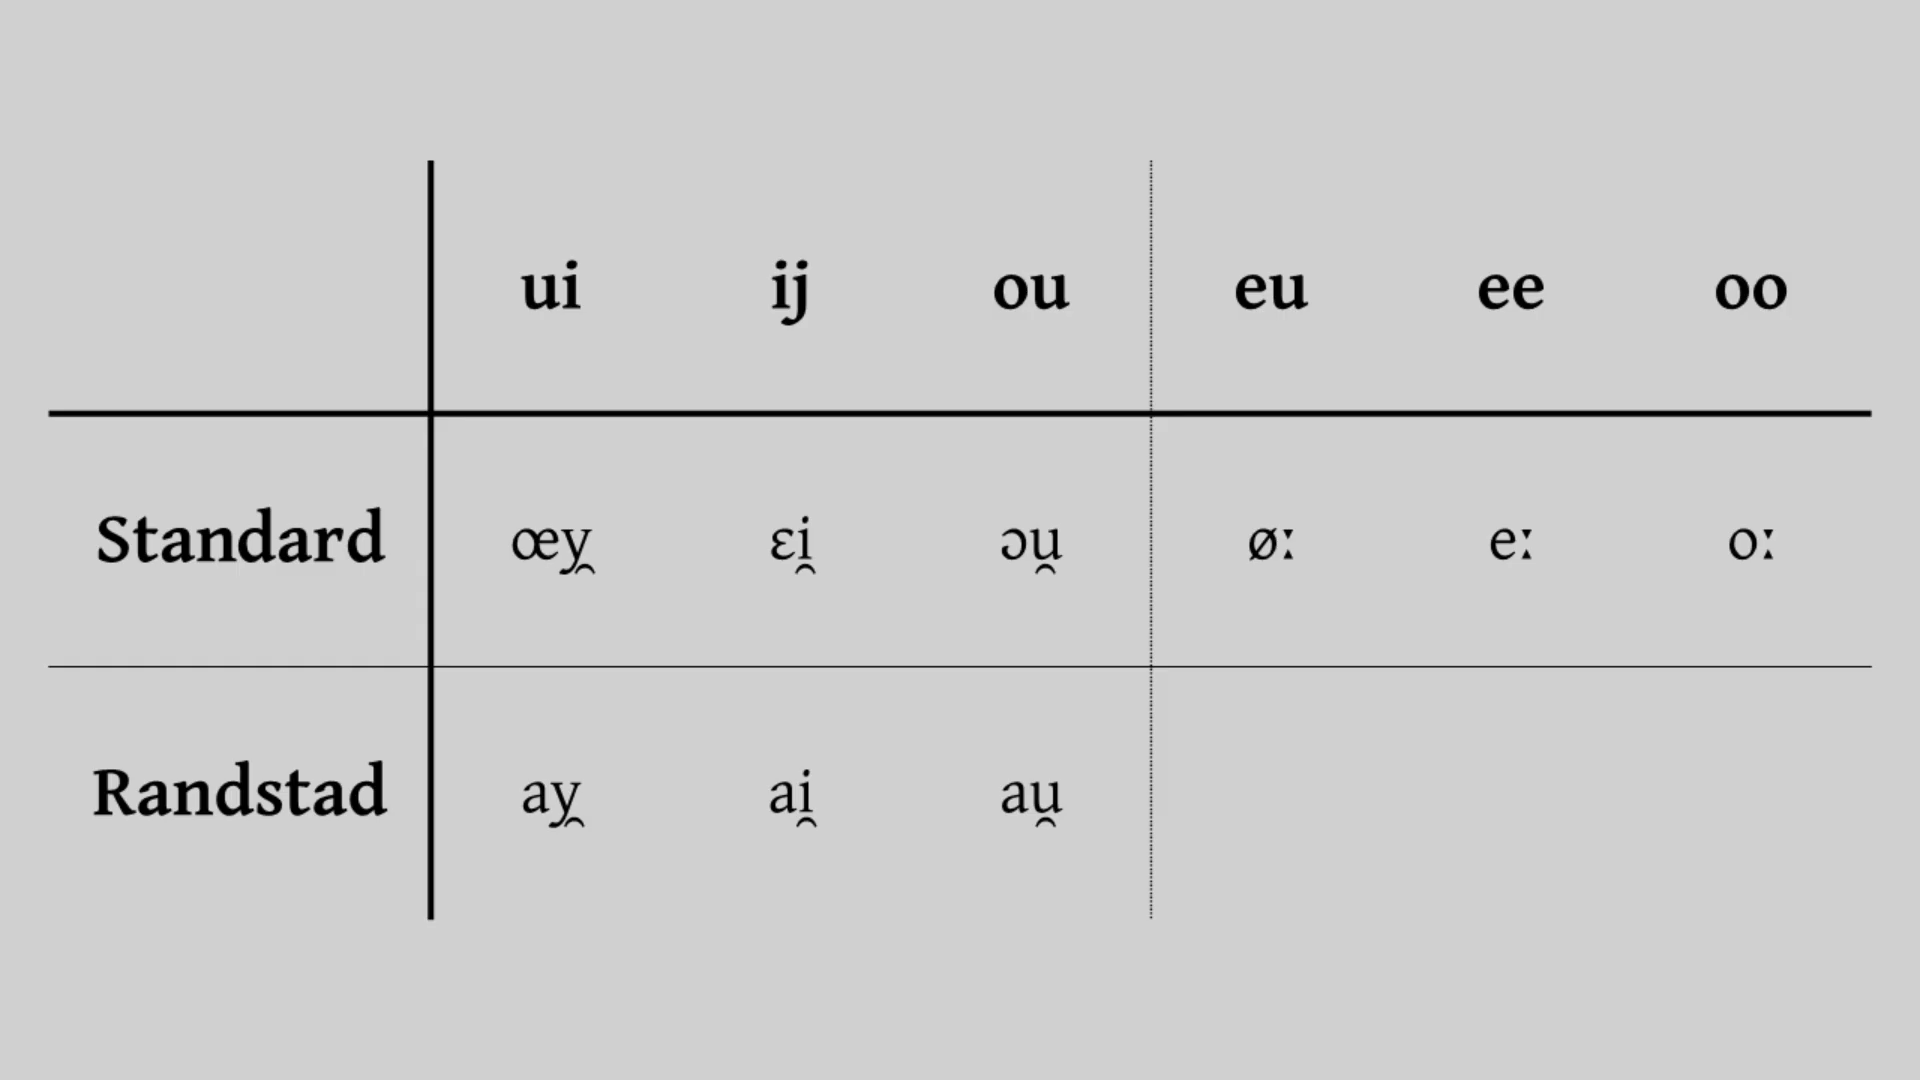 ui ij ou eu ee oo
Standard œy̯ ɛi̯ ɔu̯ øː eː oː
Randstad ay̯ ai̯ au̯